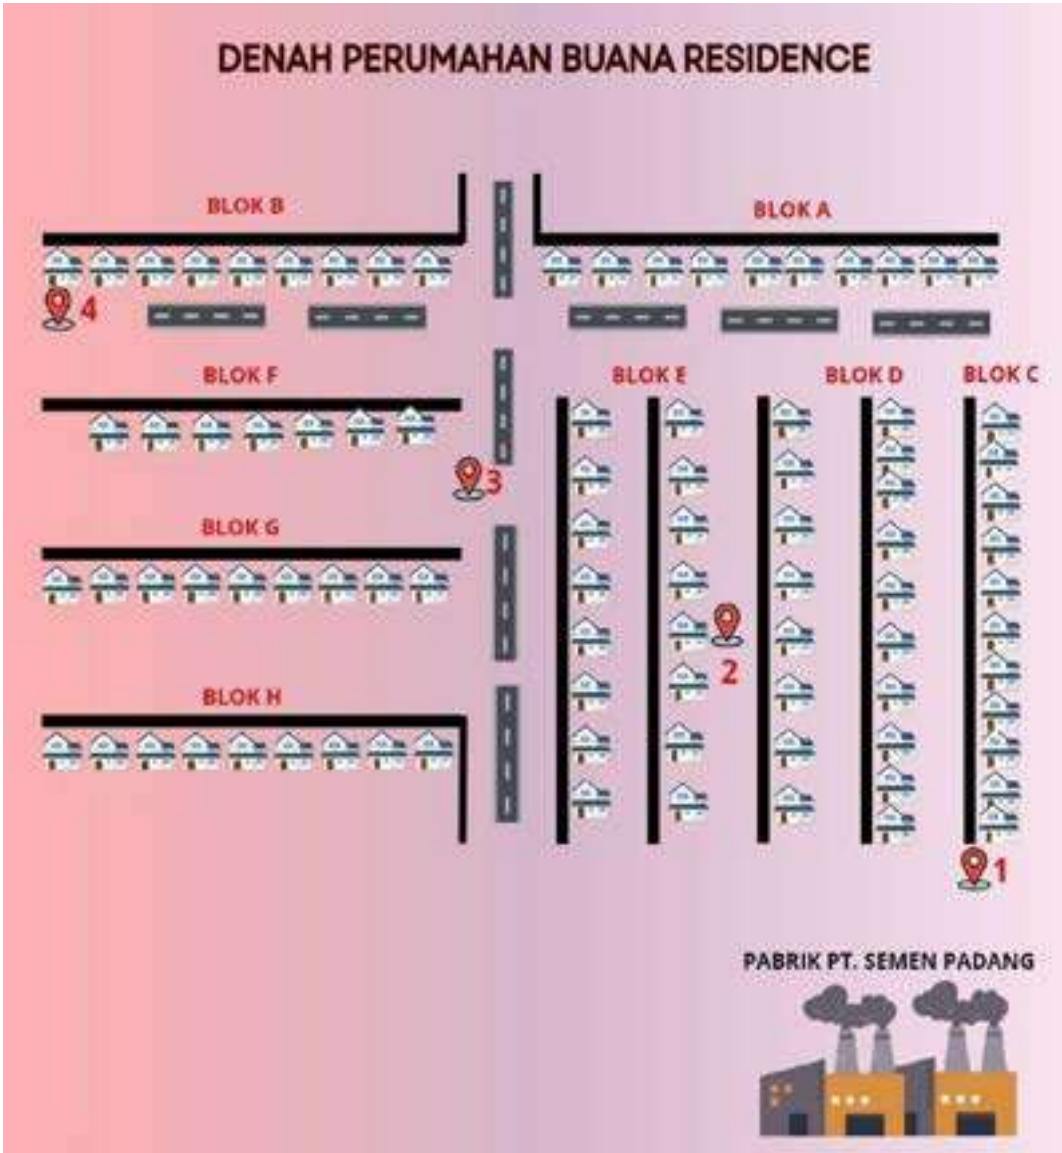 DENAH PERUMAHAN BUANA RESIDENCE
BLOK B
BLOK A
4
BLOK F
BLOK E
BLOK D
BLOK C
3
BLOK G
2
BLOK H
1
PABRIK PT. SEMEN PADANG